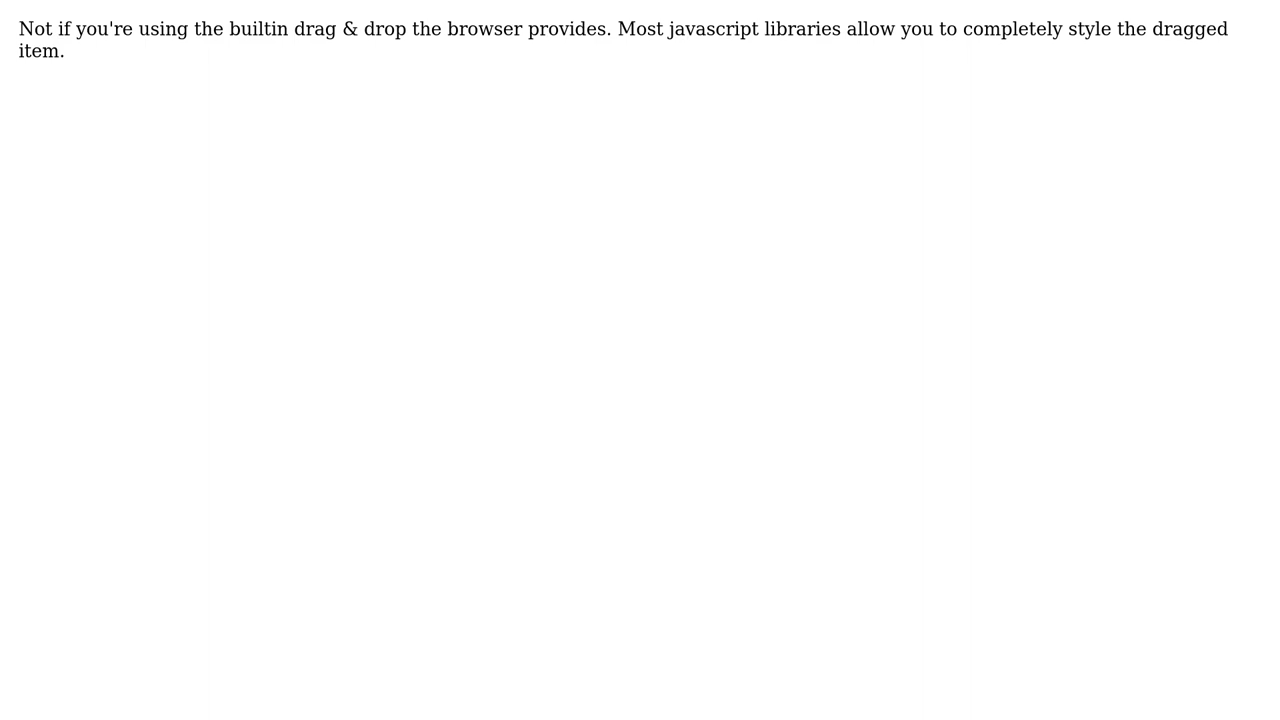 Not if you're using the builtin drag & drop the browser provides. Most javascript libraries allow you to completely style the dragged
item.